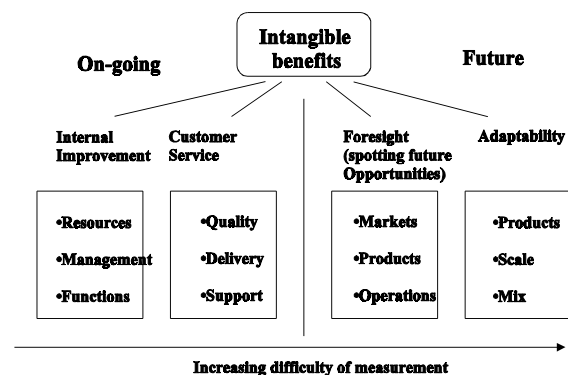 Intangible
benefits
On-going
Future
Internal
Improvement
Customer
Service
Foresight
(spotting future
Opportunities)
Adaptability
•Resources
•Management
•Functions
•Quality
•Delivery
•Support
•Markets
•Products
•Operations
•Products
•Scale
•Mix
Increasing difficulty of measurement